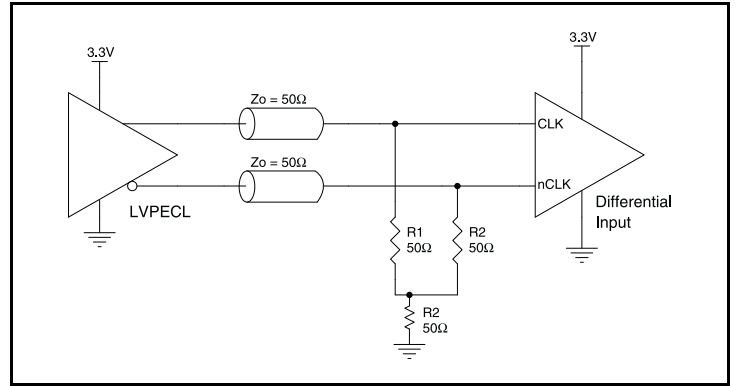 3.3V
3.3V
Zo = 50Ω
CLK
Zo = 50Ω
nCLK
LVPECL
Differential
Input
R1
50Ω
R2
50Ω
R2
50Ω